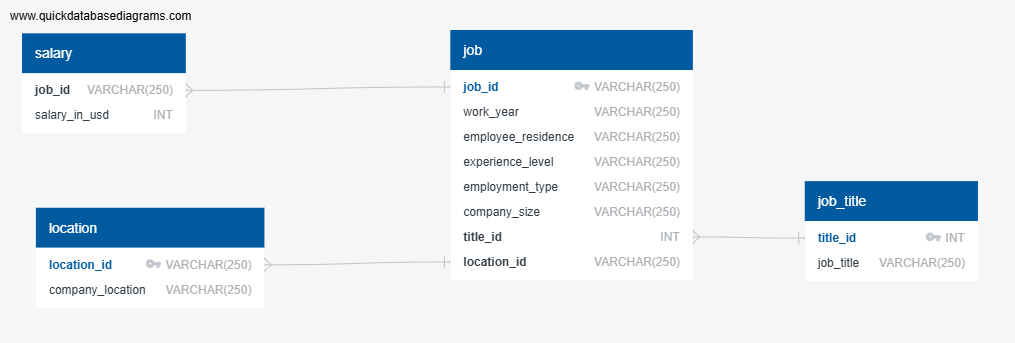 www.quickdatabasediagrams.com
salary
job_id VARCHAR(250)
salary_in_usd INT
job
job_id VARCHAR(250)
work_year VARCHAR(250)
employee_residence VARCHAR(250)
experience_level VARCHAR(250)
employment_type VARCHAR(250)
company_size VARCHAR(250)
title_id INT
location_id VARCHAR(250)
location
location_id VARCHAR(250)
company_location VARCHAR(250)
job_title
title_id INT
job_title VARCHAR(250)